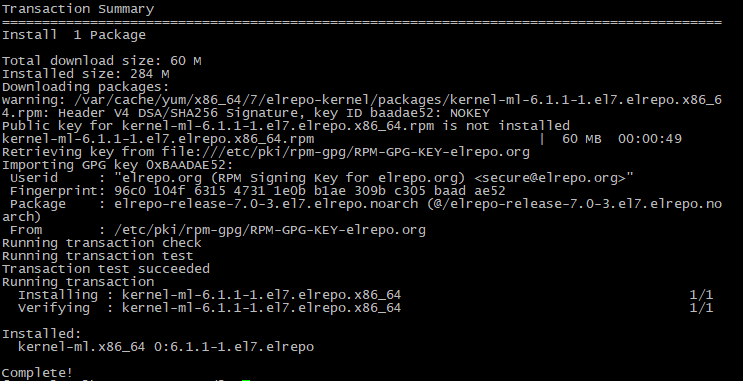 Transaction Summary
================================================================================
Install  1 Package
Total download size: 60 M
Installed size: 284 M
Downloading packages:
warning: /var/cache/yum/x86_64/7/elrepo-kernel/packages/kernel-ml-6.1.1-1.el7.elrepo.x86_6
4.rpm: Header V4 DSA/SHA256 Signature, key ID baadae52: NOKEY
Public key for kernel-ml-6.1.1-1.el7.elrepo.x86_64.rpm is not installed
kernel-ml-6.1.1-1.el7.elrepo.x86_64.rpm                    |  60 MB  00:00:49
Retrieving key from file:///etc/pki/rpm-gpg/RPM-GPG-KEY-elrepo.org
Importing GPG key 0xBAADAE52:
 Userid     : "elrepo.org (RPM Signing Key for elrepo.org) <secure@elrepo.org>"
 Fingerprint: 96c0 104f 6315 4731 1e0b b1ae 309b c305 baad ae52
 Package    : elrepo-release-7.0-3.el7.elrepo.noarch (@/elrepo-release-7.0-3.el7.elrepo.no
arch)
 From       : /etc/pki/rpm-gpg/RPM-GPG-KEY-elrepo.org
Running transaction check
Running transaction test
Transaction test succeeded
Running transaction
  Installing : kernel-ml-6.1.1-1.el7.elrepo.x86_64                                    1/1
  Verifying  : kernel-ml-6.1.1-1.el7.elrepo.x86_64                                    1/1
Installed:
  kernel-ml.x86_64 0:6.1.1-1.el7.elrepo
Complete!